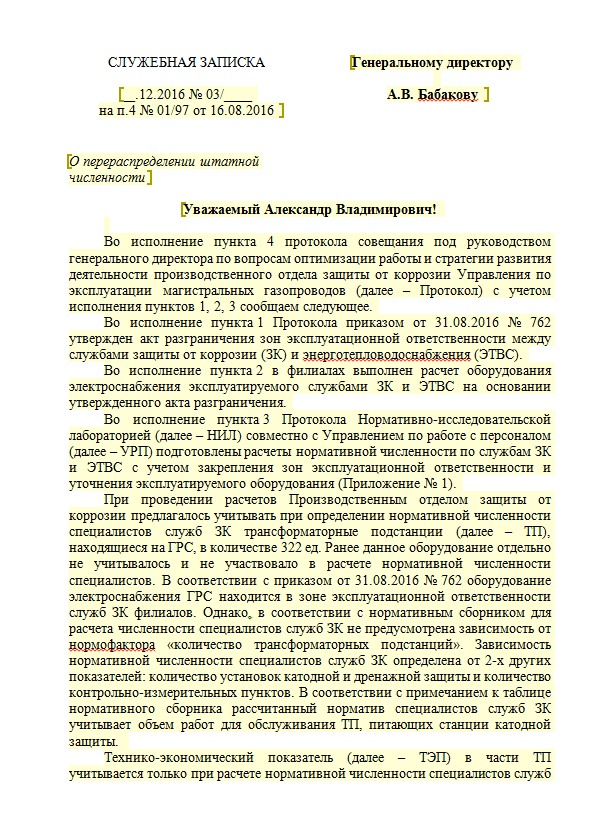 СЛУЖЕБНАЯ ЗАПИСКА
Генеральному директору
__.12.2016 № 03/____
А.В. Бабакову
на п.4 № 01/97 от 16.08.2016
О перераспределении штатной
численности
Уважаемый Александр Владимирович!
Во исполнение пункта 4 протокола совещания под руководством
генерального директора по вопросам оптимизации работы и стратегии развития
деятельности производственного отдела защиты от коррозии Управления по
эксплуатации магистральных газопроводов (далее – Протокол) с учетом
исполнения пунктов 1, 2, 3 сообщаем следующее.
Во исполнение пункта 1 Протокола приказом от 31.08.2016 № 762
утвержден акт разграничения зон эксплуатационной ответственности между
службами защиты от коррозии (ЗК) и энерготепловодоснабжения (ЭТВС).
Во исполнение пункта 2 в филиалах выполнен расчет оборудования
электроснабжения эксплуатируемого службами ЗК и ЭТВС на основании
утвержденного акта разграничения.
Во исполнение пункта 3 Протокола Нормативно-исследовательской
лабораторией (далее – НИЛ) совместно с Управлением по работе с персоналом
(далее – УРП) подготовлены расчеты нормативной численности по службам ЗК
и ЭТВС с учетом закрепления зон эксплуатационной ответственности и
уточнения эксплуатируемого оборудования (Приложение № 1).
При проведении расчетов Производственным отделом защиты от
коррозии предлагалось учитывать при определении нормативной численности
специалистов служб ЗК трансформаторные подстанции (далее – ТП),
находящиеся на ГРС, в количестве 322 ед. Ранее данное оборудование отдельно
не учитывалось и не участвовало в расчете нормативной численности
специалистов. В соответствии с приказом от 31.08.2016 № 762 оборудование
электроснабжения ГРС находится в зоне эксплуатационной ответственности
служб ЗК филиалов. Однако, в соответствии с нормативным сборником для
расчета численности специалистов служб ЗК не предусмотрена зависимость от
нормофактора «количество трансформаторных подстанций». Зависимость
нормативной численности специалистов служб ЗК определена от 2-х других
показателей: количество установок катодной и дренажной защиты и количество
контрольно-измерительных пунктов. В соответствии с примечанием к таблице
нормативного сборника рассчитанный норматив специалистов служб ЗК
учитывает объем работ для обслуживания ТП, питающих станции катодной
защиты.
Технико-экономический показатель (далее – ТЭП) в части ТП
учитывается только при расчете нормативной численности специалистов служб